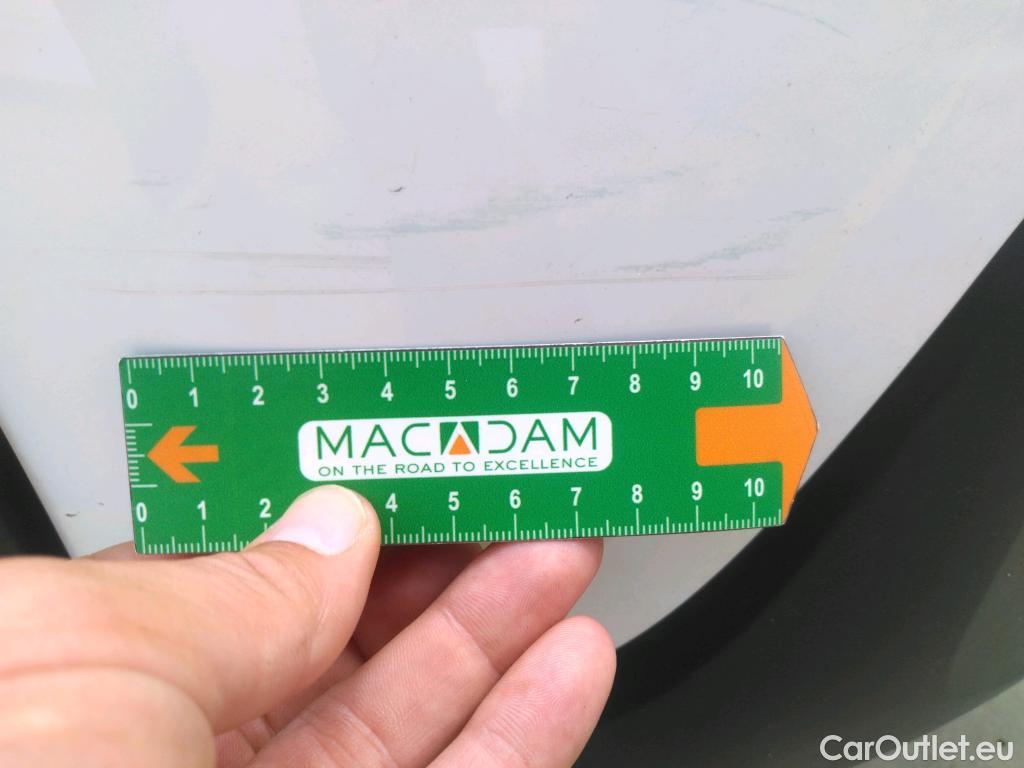 0 1 2 3 4 5 6 7 8 9 10
MACADAM
ON THE ROAD TO EXCELLENCE
0 1 2 4 5 6 7 8 9 10
CarOutlet.eu